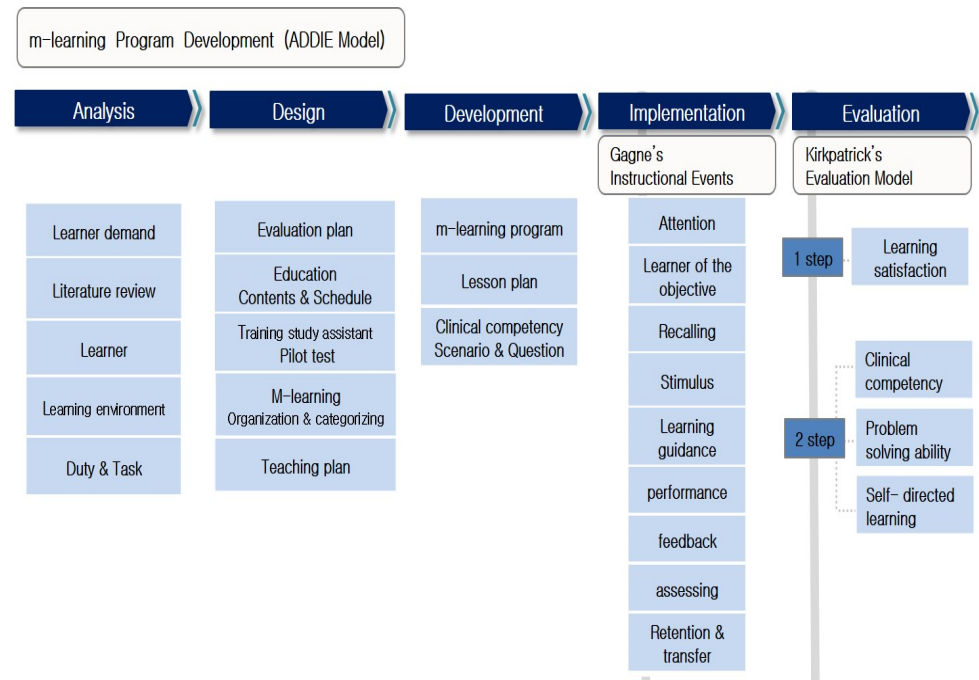 m-learning Program Development (ADDIE Model)
Analysis
Design
Development
Implementation
Evaluation
Gagne's
Instructional Events
Kirkpatrick's
Evaluation Model
Learner demand
Literature review
Learner
Learning environment
Duty & Task
Evaluation plan
Education
Contents & Schedule
Training study assistant
Pilot test
M-learning
Organization & categorizing
Teaching plan
m-learning program
Lesson plan
Clinical competency
Scenario & Question
Attention
Learner of the
objective
Recalling
Stimulus
Learning
guidance
performance
feedback
assessing
Retention &
transfer
1 step
Learning
satisfaction
2 step
Clinical
competency
Problem
solving ability
Self- directed
learning